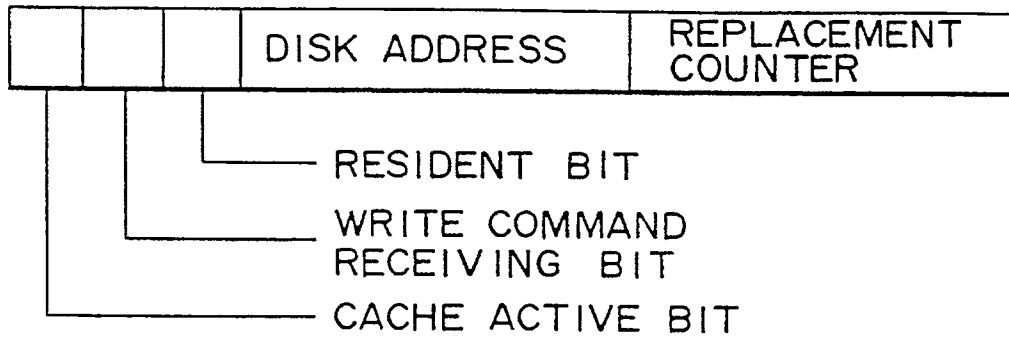 DISK ADDRESS
REPLACEMENT
COUNTER
RESIDENT BIT
WRITE COMMAND
RECEIVING BIT
CACHE ACTIVE BIT